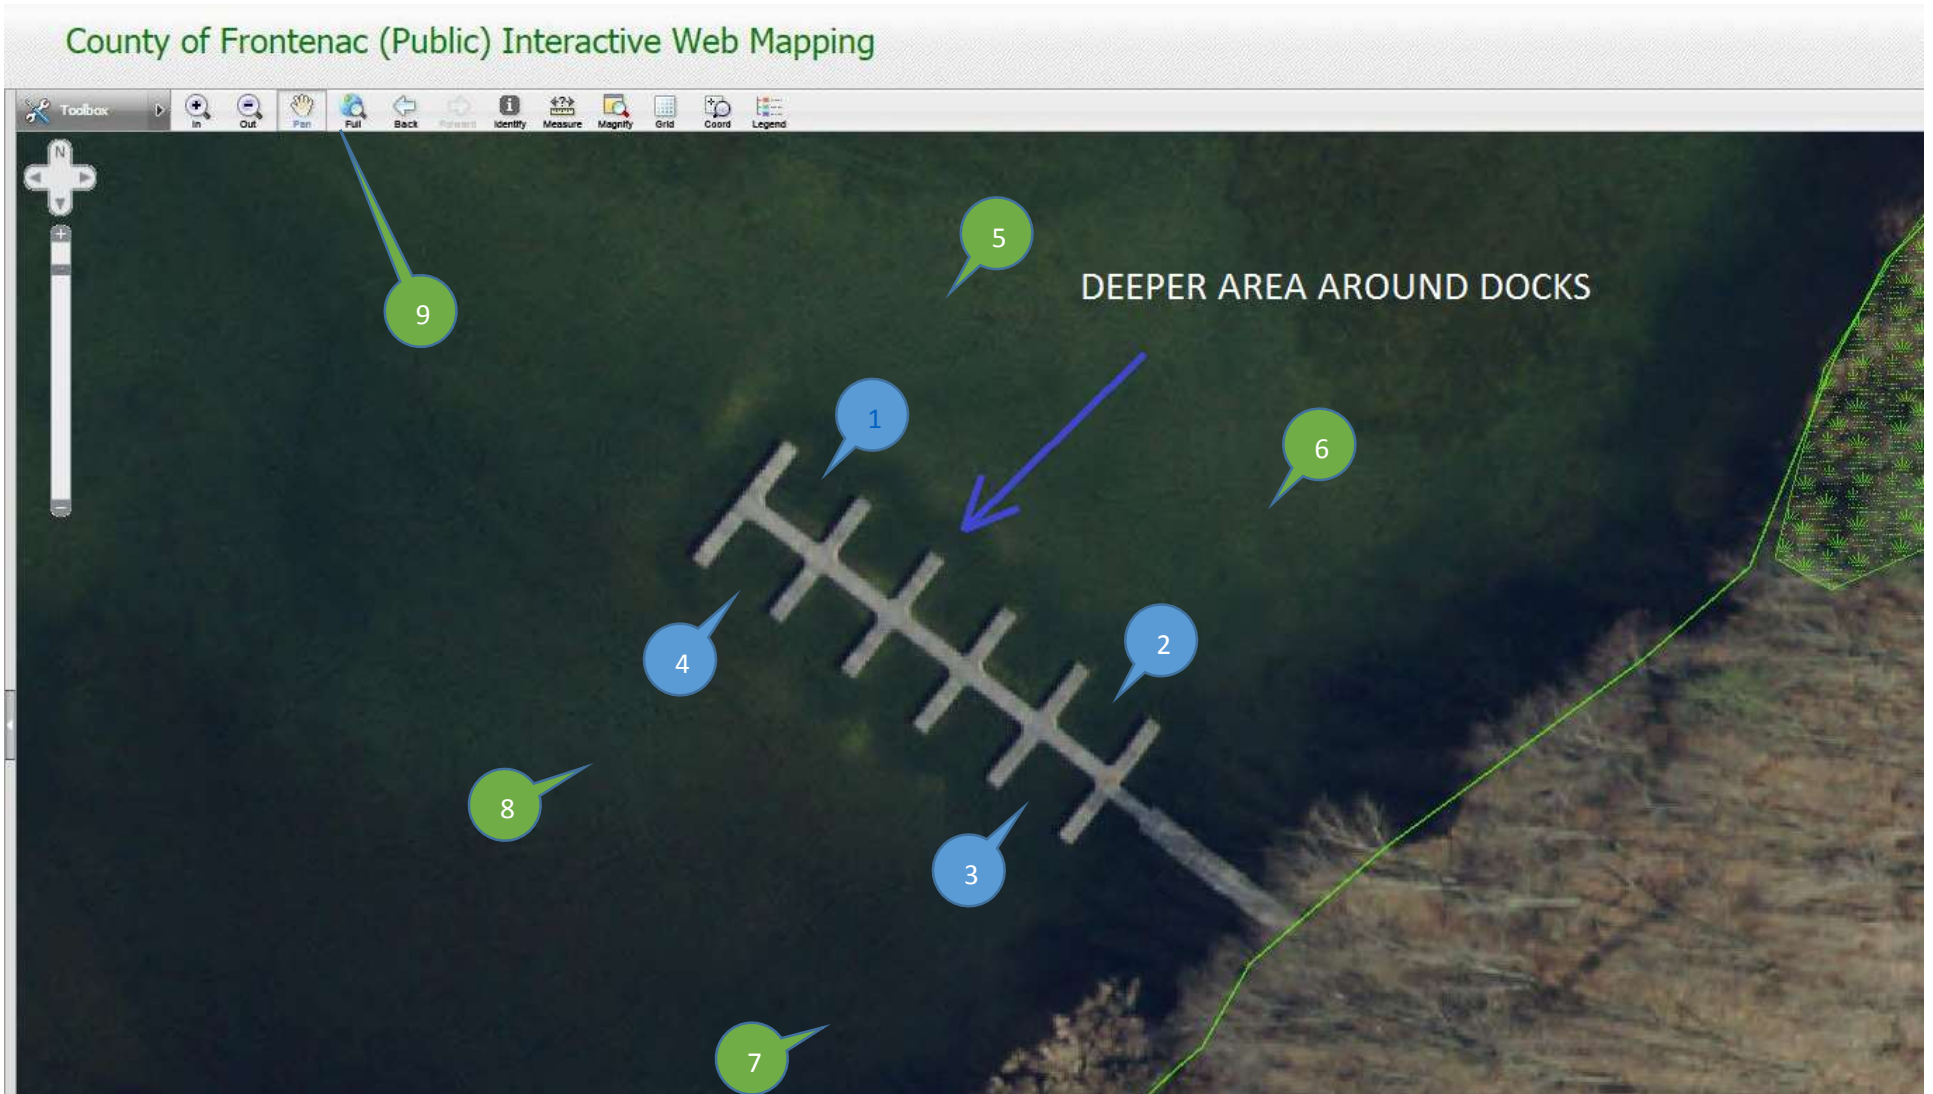 County of Frontenac (Public) Interactive Web Mapping
Toolbox In Out Pan Full Back Forward Identify Measure Magnify Grid Coord Legend
N
5
DEEPER AREA AROUND DOCKS
9
1
6
2
4
8
3
7